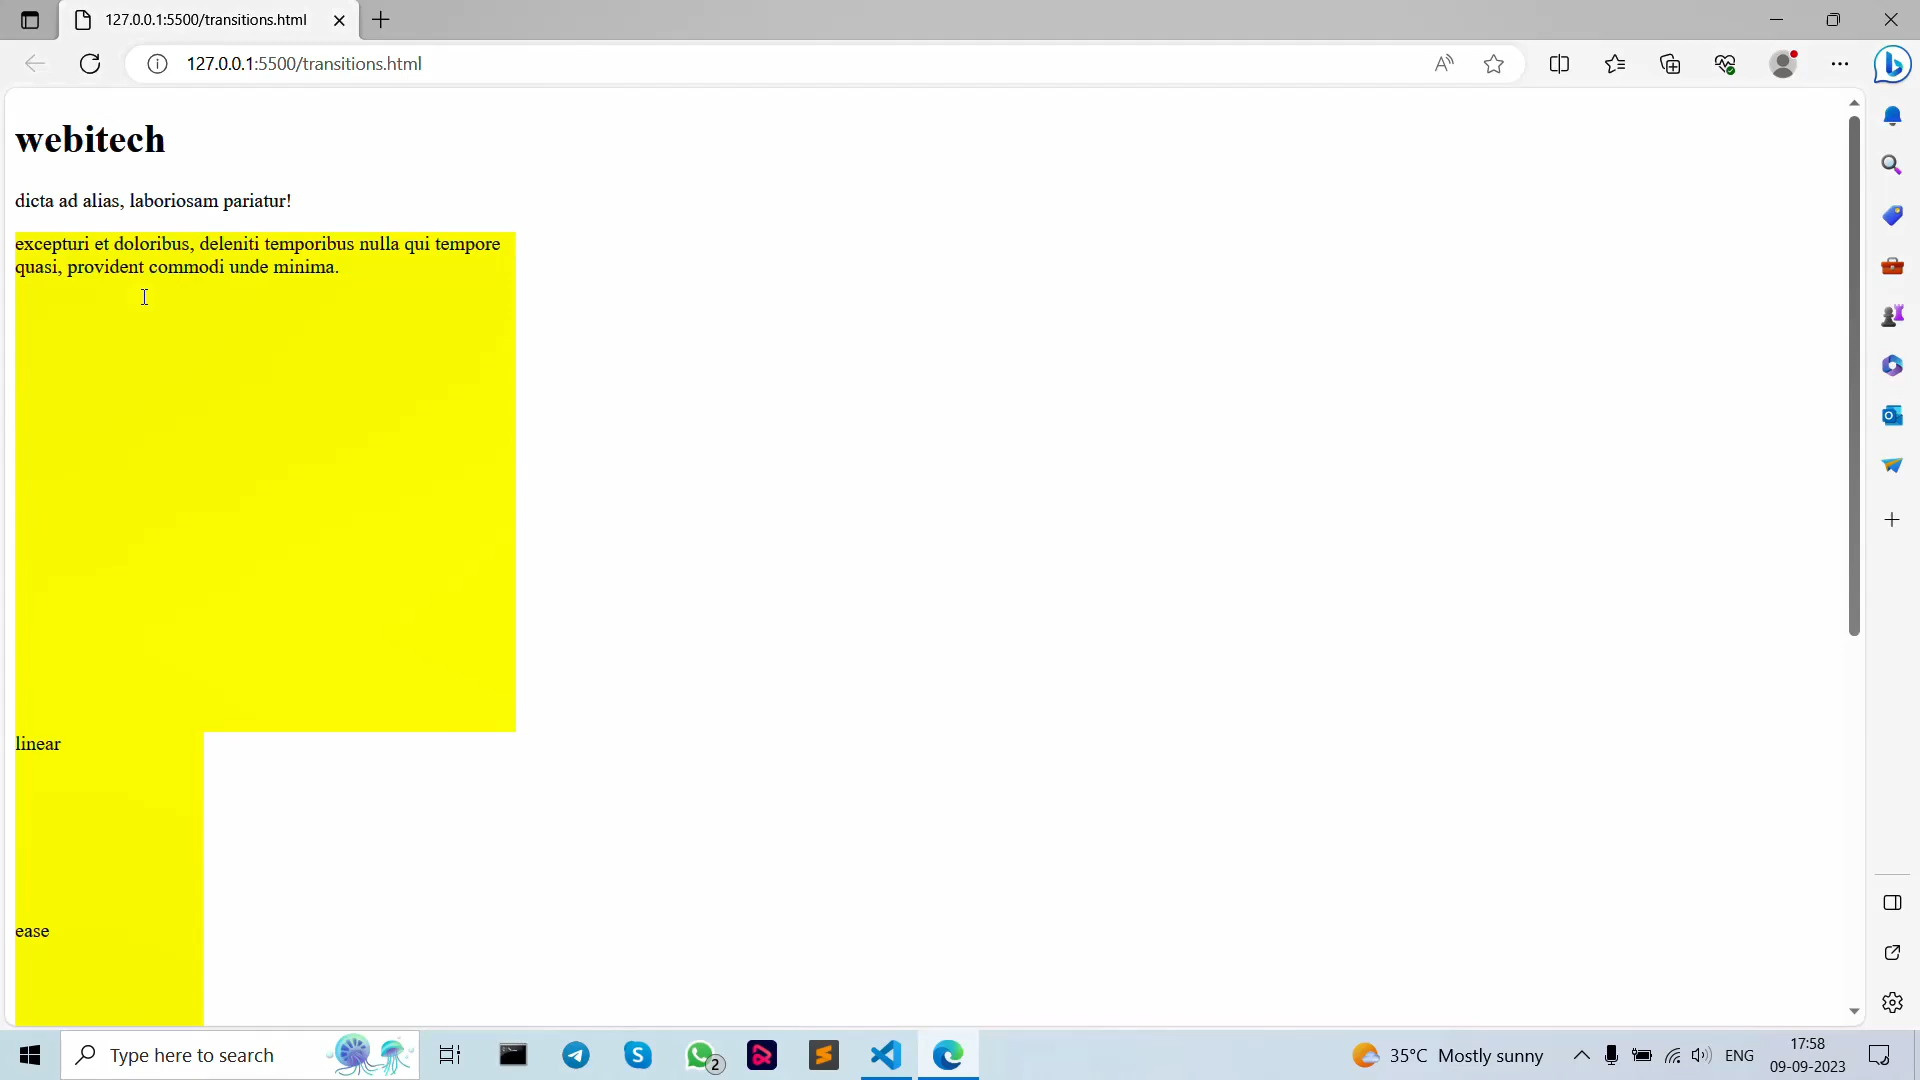 127.0.0.1:5500/transitions.html
127.0.0.1:5500/transitions.html
webitech
dicta ad alias, laboriosam pariatur!
excepturi et doloribus, deleniti temporibus nulla qui tempore
quasi, provident commodi unde minima.
linear
ease
Type here to search
2
35°C Mostly sunny
ENG
17:58
09-09-2023